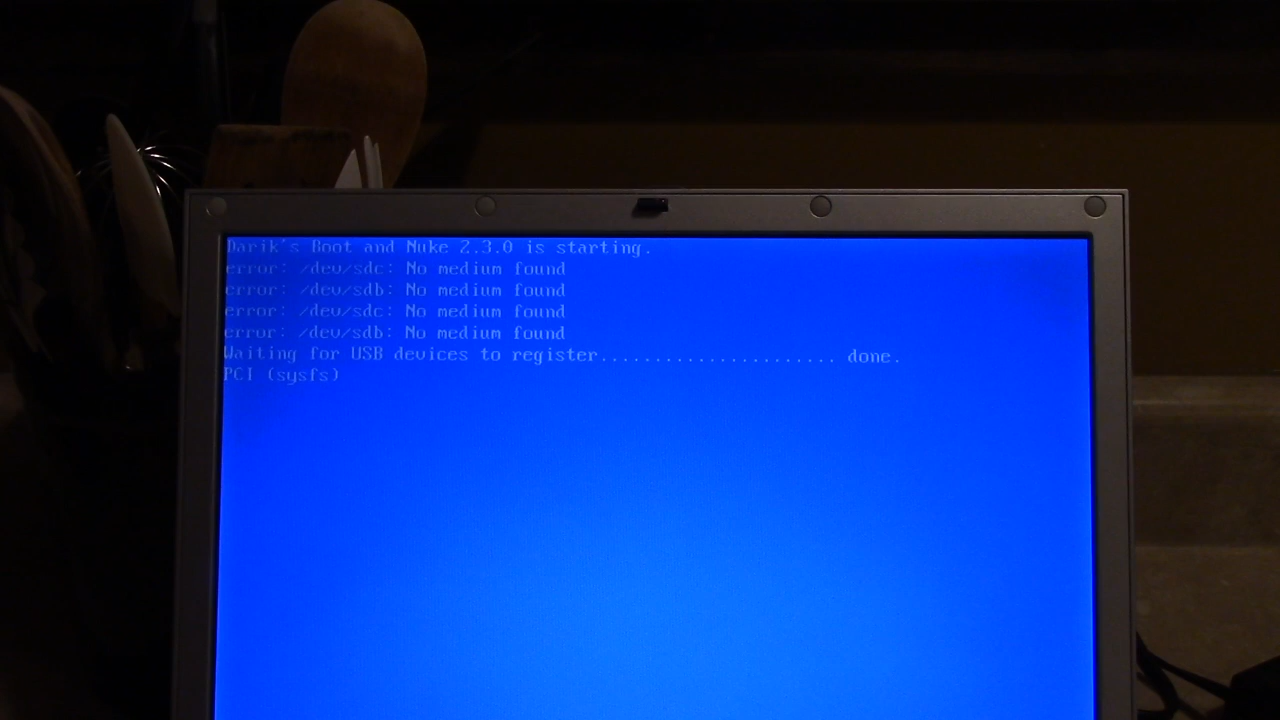 Darik's Boot and Nuke 2.3.0 is starting.
error: /dev/sdc: No medium found
error: /dev/sdb: No medium found
error: /dev/sdc: No medium found
error: /dev/sdb: No medium found
Waiting for USB devices to register...................... done.
PCI (sysfs)